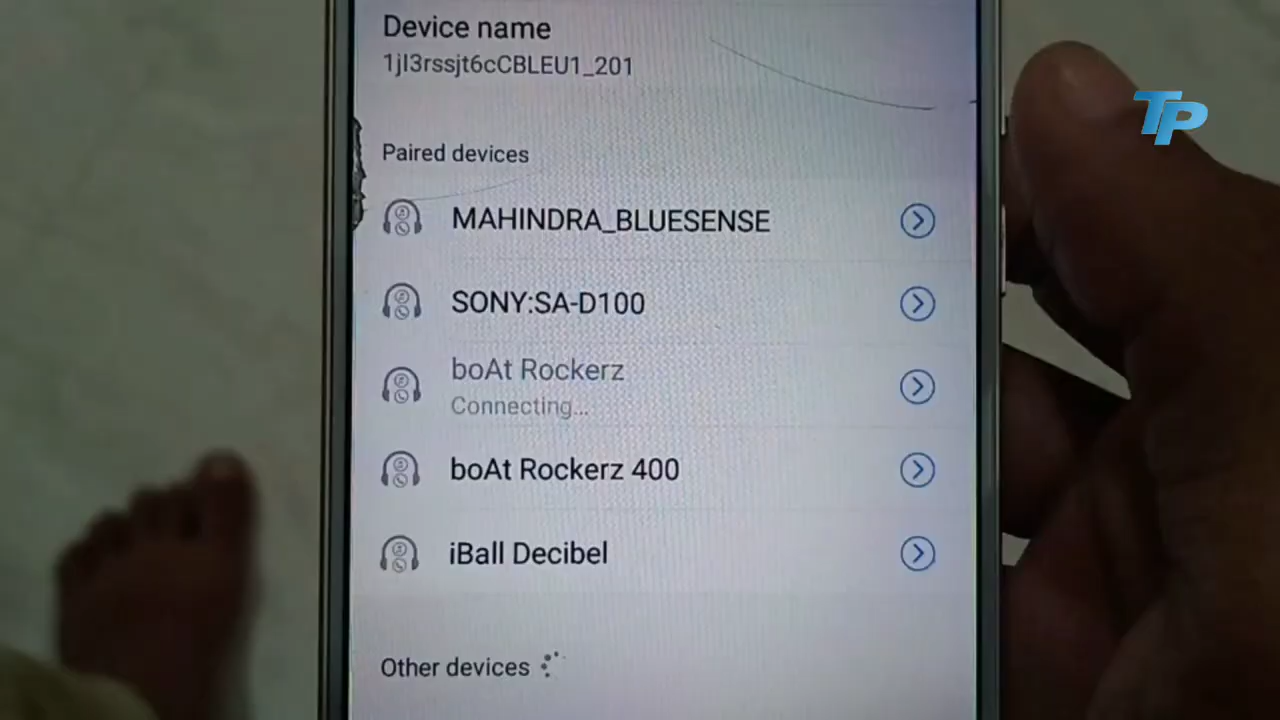 Device name
1jI3rssjt6cCBLEU1_201
TP
Paired devices
MAHINDRA_BLUESENSE
SONY:SA-D100
boAt Rockerz
Connecting...
boAt Rockerz 400
iBall Decibel
Other devices